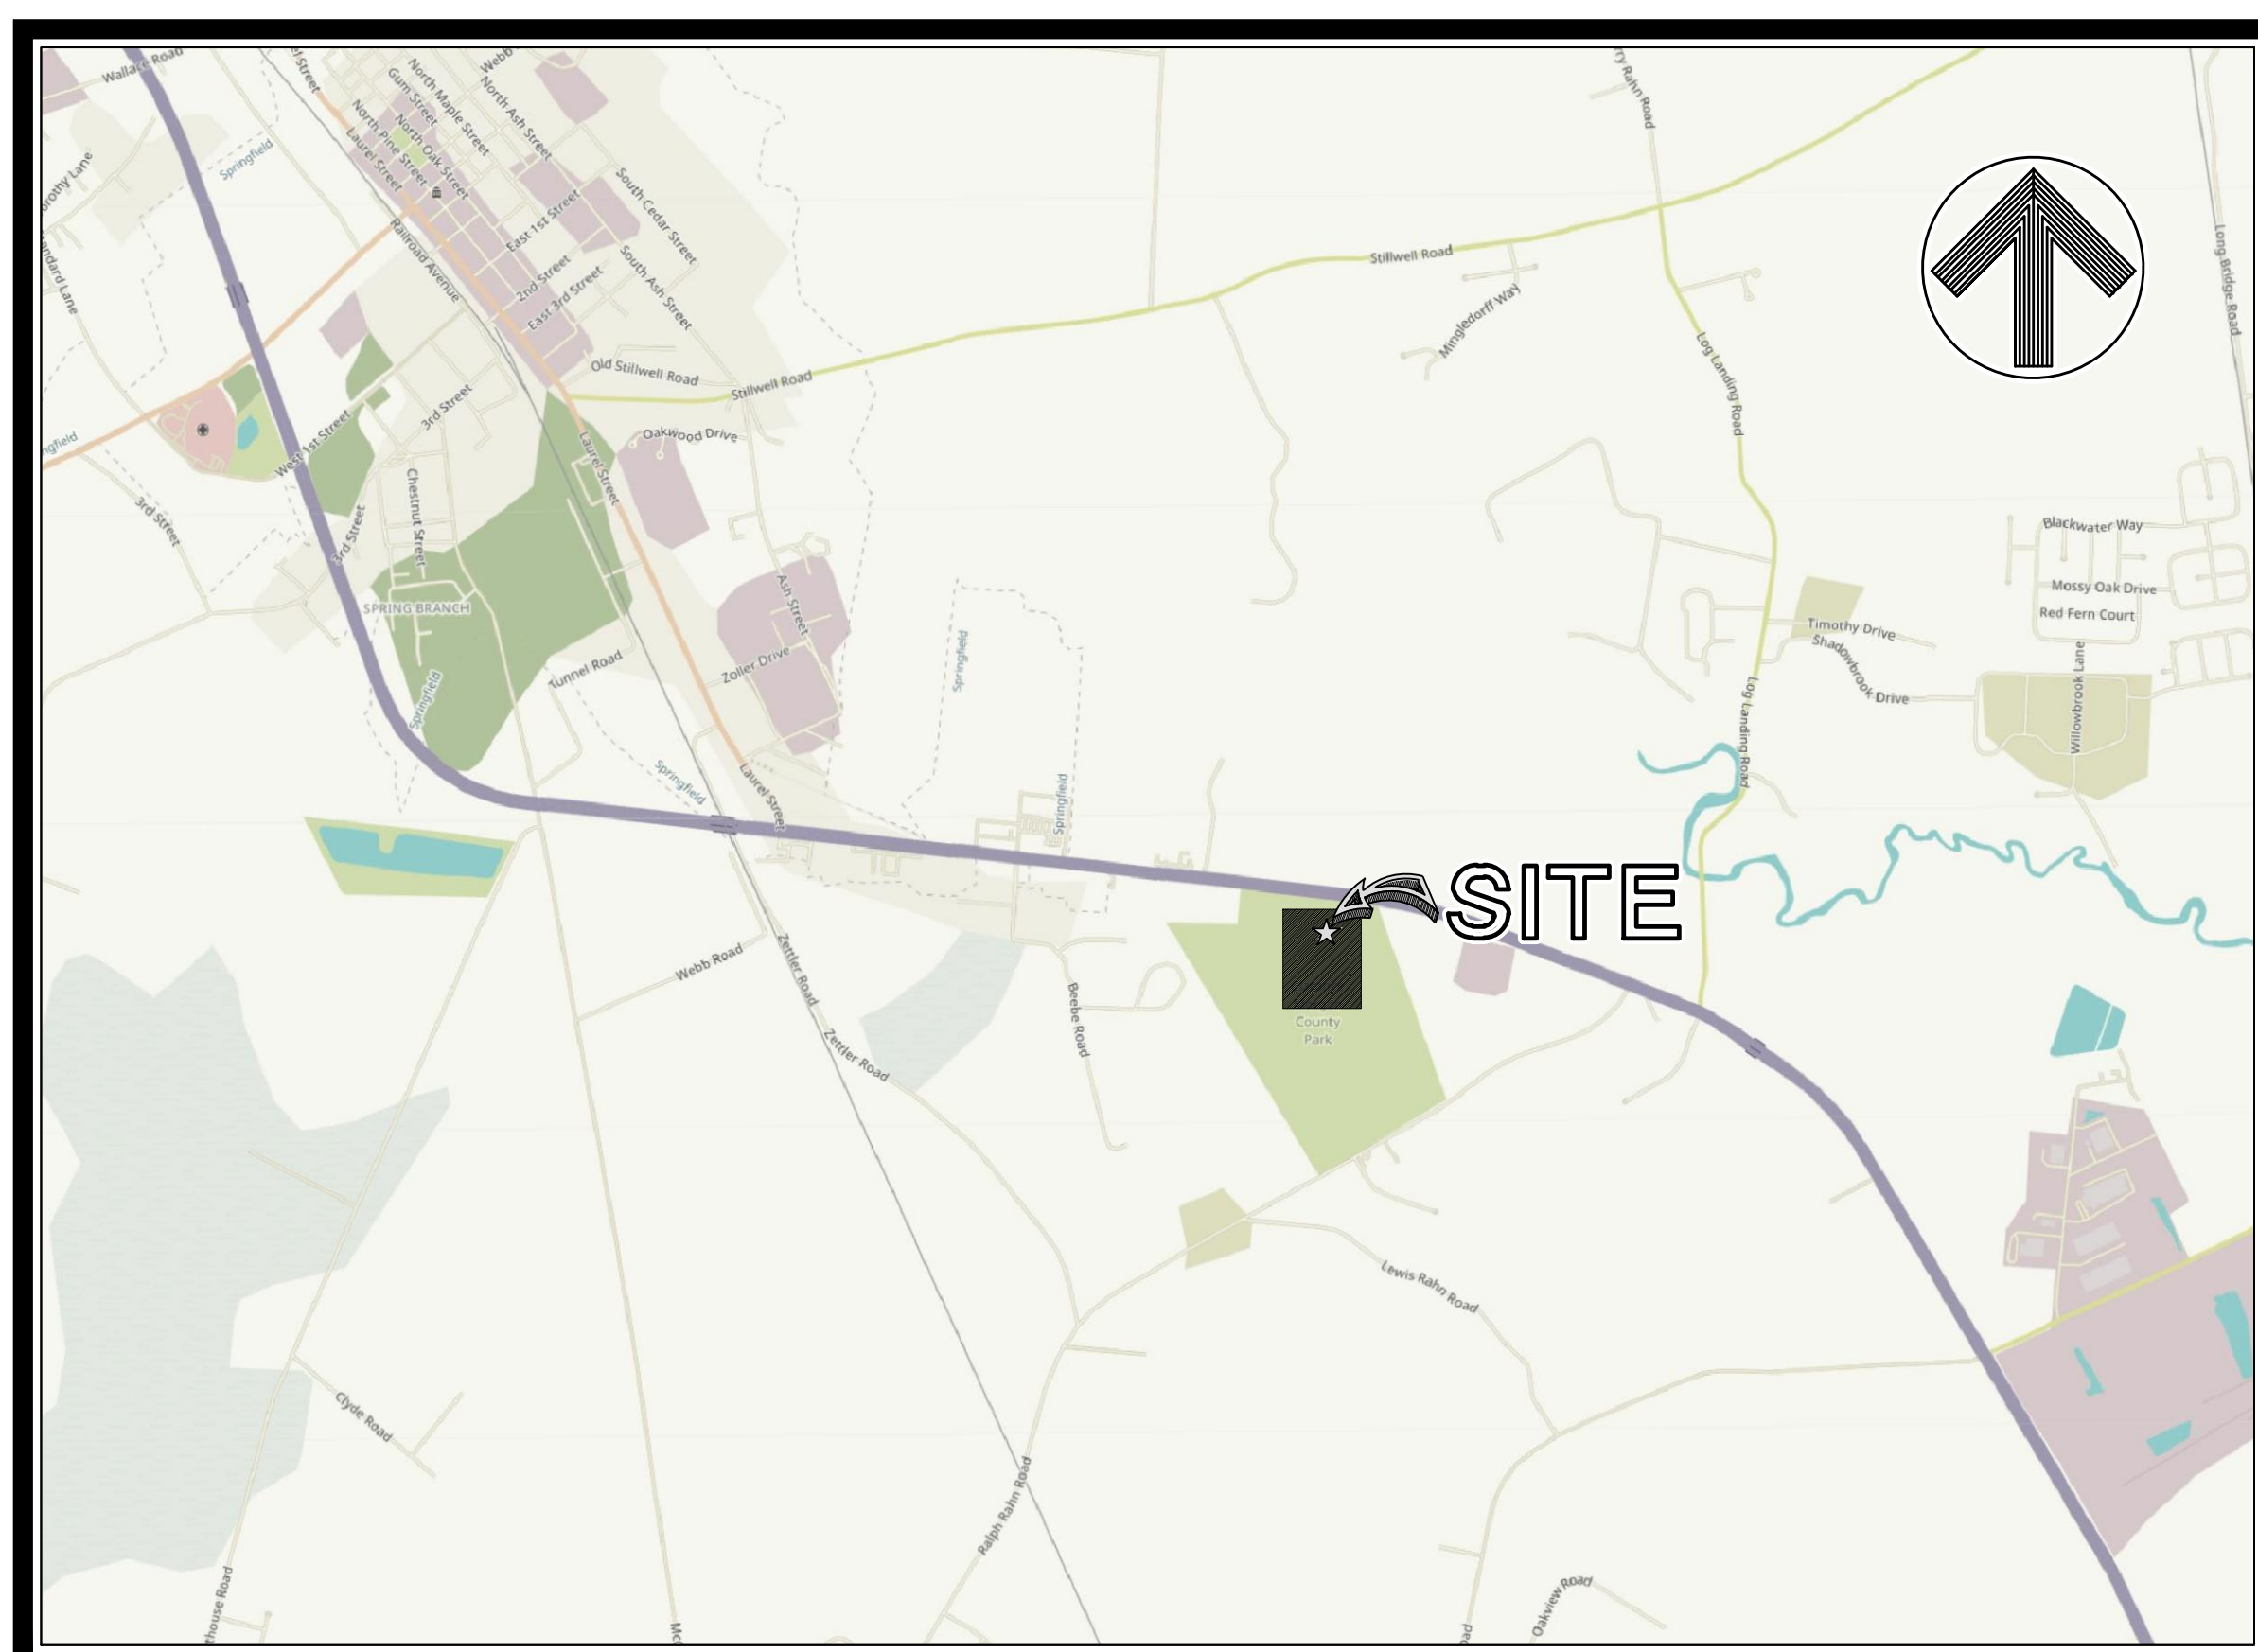 Wallace Road
Webb
North Maple Street
Gum Street
North Ash Street
North Pine Street
North Oak Street
Laurel Street
Springfield
South Cedar Street
East 1st Street
Railroad Avenue
2nd Street
East 3rd Street
South Ash Street
Stillwell Road
Mingledorff Way
Long Bridge Road
Log Landing Road
Old Stillwell Road
Stillwell Road
3rd Street
West 1st Street
Oakwood Drive
Laurel Street
Chestnut Street
3rd Street
3rd Street
Blackwater Way
Mossy Oak Drive
Red Fern Court
SPRING BRANCH
Ash Street
Timothy Drive
Shadowbrook Drive
Willowbrook Lane
Springfield
Tunnel Road
Zoller Drive
Springfield
Log Landing Road
Springfield
Laurel Street
Springfield
SITE
Webb Road
Zettler Road
Beebe Road
County
Park
Zettler Road
Lewis Rahn Road
Clyde Road
Ralph Rahn Road
Oakview Road